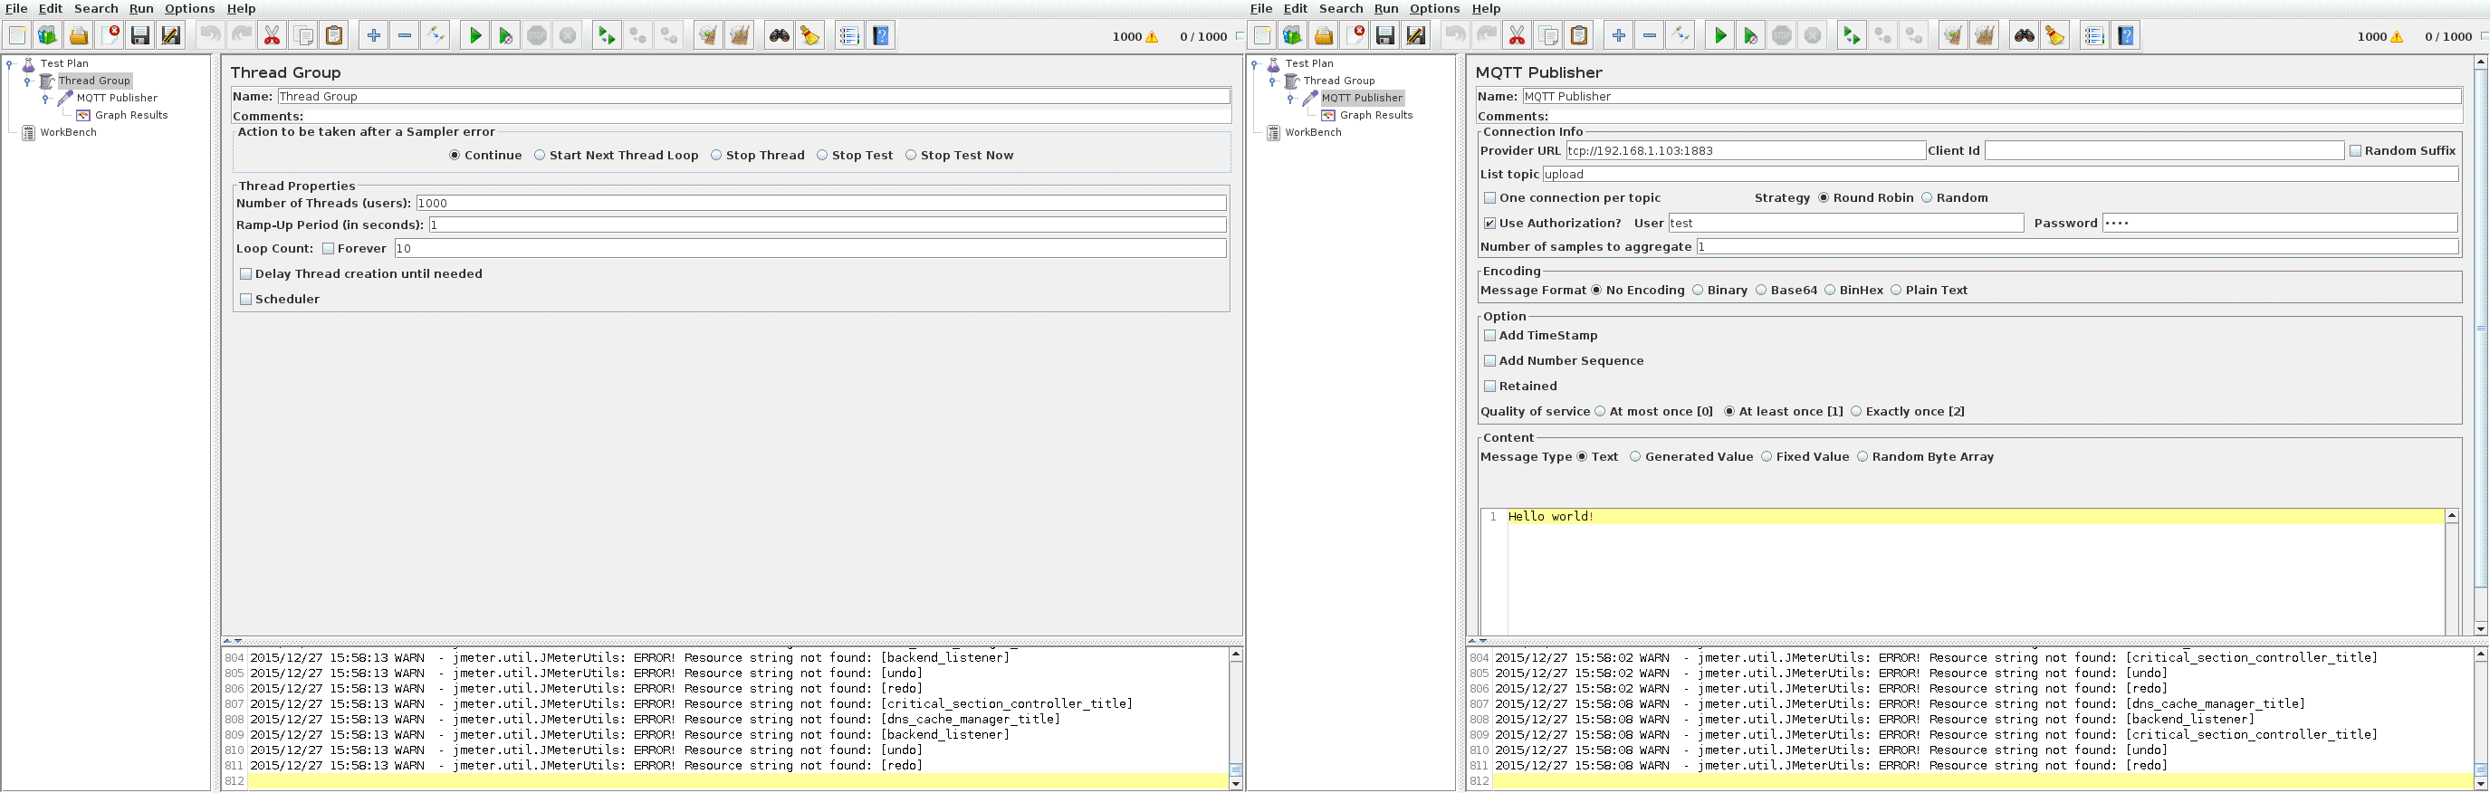 File Edit Search Run Options Help
1000 0 / 1000
Test Plan
Thread Group
MQTT Publisher
Graph Results
WorkBench
Thread Group
Name: Thread Group
Comments:
Action to be taken after a Sampler error
Continue Start Next Thread Loop Stop Thread Stop Test Stop Test Now
Thread Properties
Number of Threads (users): 1000
Ramp-Up Period (in seconds): 1
Loop Count: Forever 10
Delay Thread creation until needed
Scheduler
804 2015/12/27 15:58:13 WARN - jmeter.util.JMeterUtils: ERROR! Resource string not found: [backend_listener]
805 2015/12/27 15:58:13 WARN - jmeter.util.JMeterUtils: ERROR! Resource string not found: [undo]
806 2015/12/27 15:58:13 WARN - jmeter.util.JMeterUtils: ERROR! Resource string not found: [redo]
807 2015/12/27 15:58:13 WARN - jmeter.util.JMeterUtils: ERROR! Resource string not found: [critical_section_controller_title]
808 2015/12/27 15:58:13 WARN - jmeter.util.JMeterUtils: ERROR! Resource string not found: [dns_cache_manager_title]
809 2015/12/27 15:58:13 WARN - jmeter.util.JMeterUtils: ERROR! Resource string not found: [backend_listener]
810 2015/12/27 15:58:13 WARN - jmeter.util.JMeterUtils: ERROR! Resource string not found: [undo]
811 2015/12/27 15:58:13 WARN - jmeter.util.JMeterUtils: ERROR! Resource string not found: [redo]
812
File Edit Search Run Options Help
1000 0 / 1000
Test Plan
Thread Group
MQTT Publisher
Graph Results
WorkBench
MQTT Publisher
Name: MQTT Publisher
Comments:
Connection Info
Provider URL tcp://192.168.1.103:1883 Client Id Random Suffix
List topic upload
One connection per topic Strategy Round Robin Random
Use Authorization? User test Password ••••
Number of samples to aggregate 1
Encoding
Message Format No Encoding Binary Base64 BinHex Plain Text
Option
Add TimeStamp
Add Number Sequence
Retained
Quality of service At most once [0] At least once [1] Exactly once [2]
Content
Message Type Text Generated Value Fixed Value Random Byte Array
1 Hello world!
804 2015/12/27 15:58:02 WARN - jmeter.util.JMeterUtils: ERROR! Resource string not found: [critical_section_controller_title]
805 2015/12/27 15:58:02 WARN - jmeter.util.JMeterUtils: ERROR! Resource string not found: [undo]
806 2015/12/27 15:58:02 WARN - jmeter.util.JMeterUtils: ERROR! Resource string not found: [redo]
807 2015/12/27 15:58:08 WARN - jmeter.util.JMeterUtils: ERROR! Resource string not found: [dns_cache_manager_title]
808 2015/12/27 15:58:08 WARN - jmeter.util.JMeterUtils: ERROR! Resource string not found: [backend_listener]
809 2015/12/27 15:58:08 WARN - jmeter.util.JMeterUtils: ERROR! Resource string not found: [critical_section_controller_title]
810 2015/12/27 15:58:08 WARN - jmeter.util.JMeterUtils: ERROR! Resource string not found: [undo]
811 2015/12/27 15:58:08 WARN - jmeter.util.JMeterUtils: ERROR! Resource string not found: [redo]
812